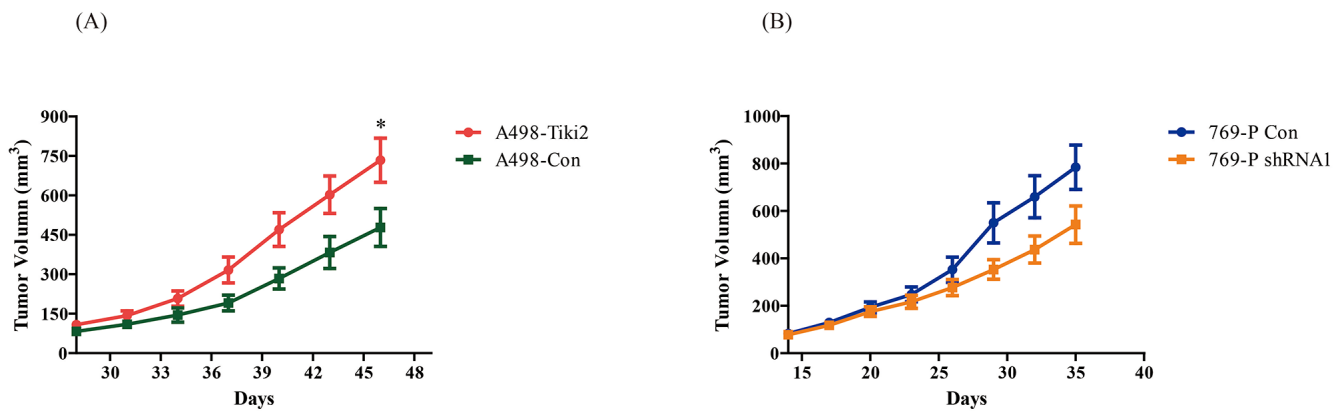 (A)
Tumor Volumn (mm³)
900
750
600
450
300
150
0
*
A498-Tiki2
A498-Con
30 33 36 39 42 45 48
Days
(B)
Tumor Volumn (mm³)
1000
800
600
400
200
0
769-P Con
769-P shRNA1
15 20 25 30 35 40
Days